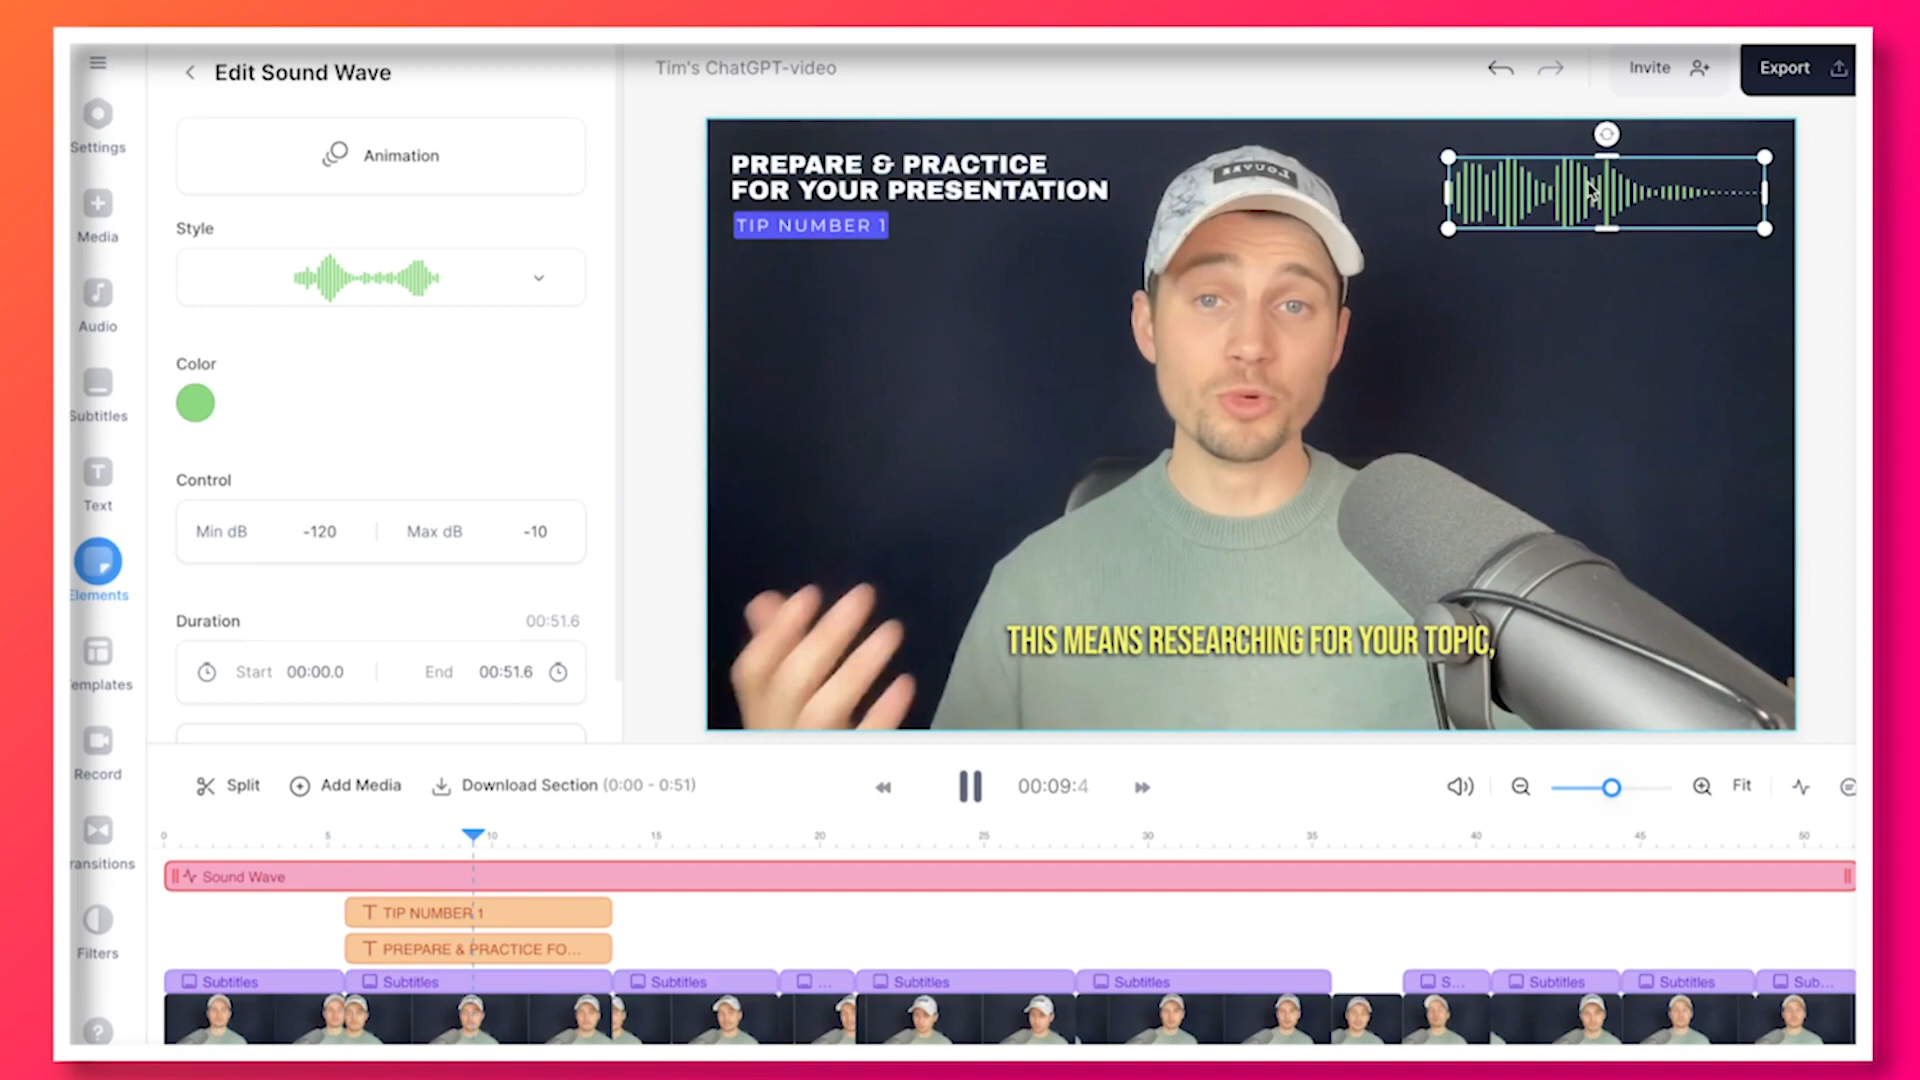 Edit Sound Wave
Tim's ChatGPT-video
Invite
Export
Settings
Media
Audio
Subtitles
Text
Elements
emplates
Record
ransitions
Filters
?
Animation
Style
Color
Control
Min dB -120 Max dB -10
Duration 00:51.6
Start 00:00.0 End 00:51.6
PREPARE & PRACTICE
FOR YOUR PRESENTATION
TIP NUMBER 1
THIS MEANS RESEARCHING FOR YOUR TOPIC,
Split Add Media Download Section (0:00 - 0:51) 00:09:4 Fit
0 5 10 15 20 25 30 35 40 45 50
Sound Wave
T TIP NUMBER 1
T PREPARE & PRACTICE FO...
Subtitles Subtitles Subtitles ... Subtitles Subtitles S... Subtitles Subtitles Sub...